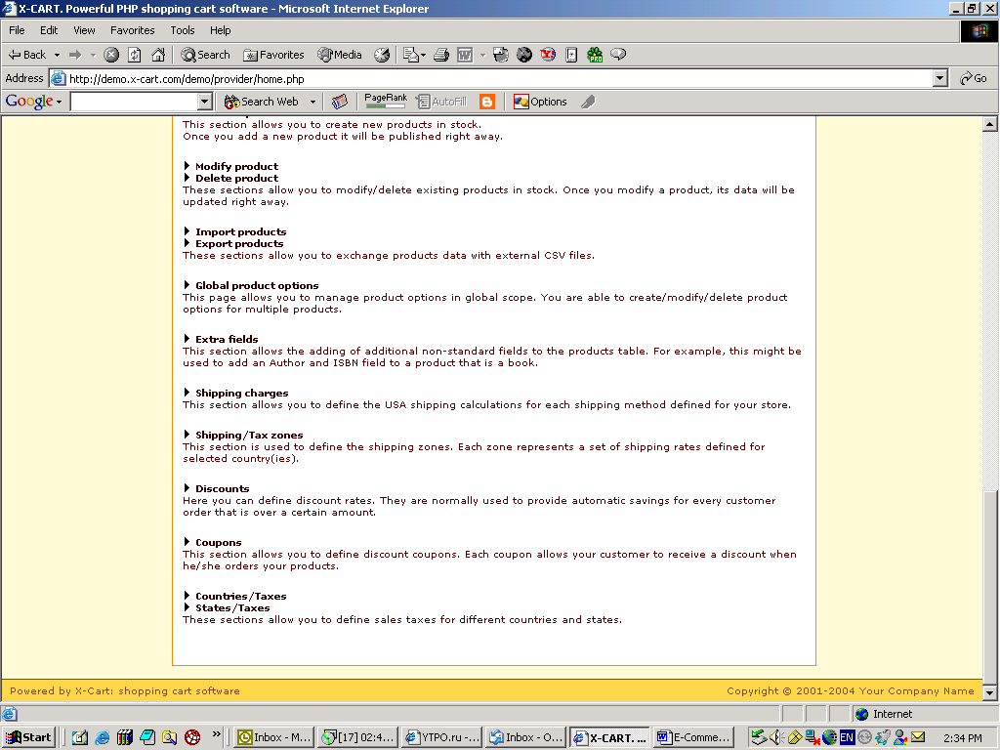 X-CART. Powerful PHP shopping cart software - Microsoft Internet Explorer
File Edit View Favorites Tools Help
Back Search Favorites Media
Address http://demo.x-cart.com/demo/provider/home.php Go
Google Search Web PageRank AutoFill Options
This section allows you to create new products in stock.
Once you add a new product it will be published right away.
Modify product
Delete product
These sections allow you to modify/delete existing products in stock. Once you modify a product, its data will be
updated right away.
Import products
Export products
These sections allow you to exchange products data with external CSV files.
Global product options
This page allows you to manage product options in global scope. You are able to create/modify/delete product
options for multiple products.
Extra fields
This section allows the adding of additional non-standard fields to the products table. For example, this might be
used to add an Author and ISBN field to a product that is a book.
Shipping charges
This section allows you to define the USA shipping calculations for each shipping method defined for your store.
Shipping/Tax zones
This section is used to define the shipping zones. Each zone represents a set of shipping rates defined for
selected country(ies).
Discounts
Here you can define discount rates. They are normally used to provide automatic savings for every customer
order that is over a certain amount.
Coupons
This section allows you to define discount coupons. Each coupon allows your customer to receive a discount when
he/she orders your products.
Countries/Taxes
States/Taxes
These sections allow you to define sales taxes for different countries and states.
Powered by X-Cart: shopping cart software Copyright © 2001-2004 Your Company Name
Internet
Start » Inbox - M... [17] 02:4... YTPO.ru -... Inbox - O... X-CART. ... E-Comme... EN 2:34 PM